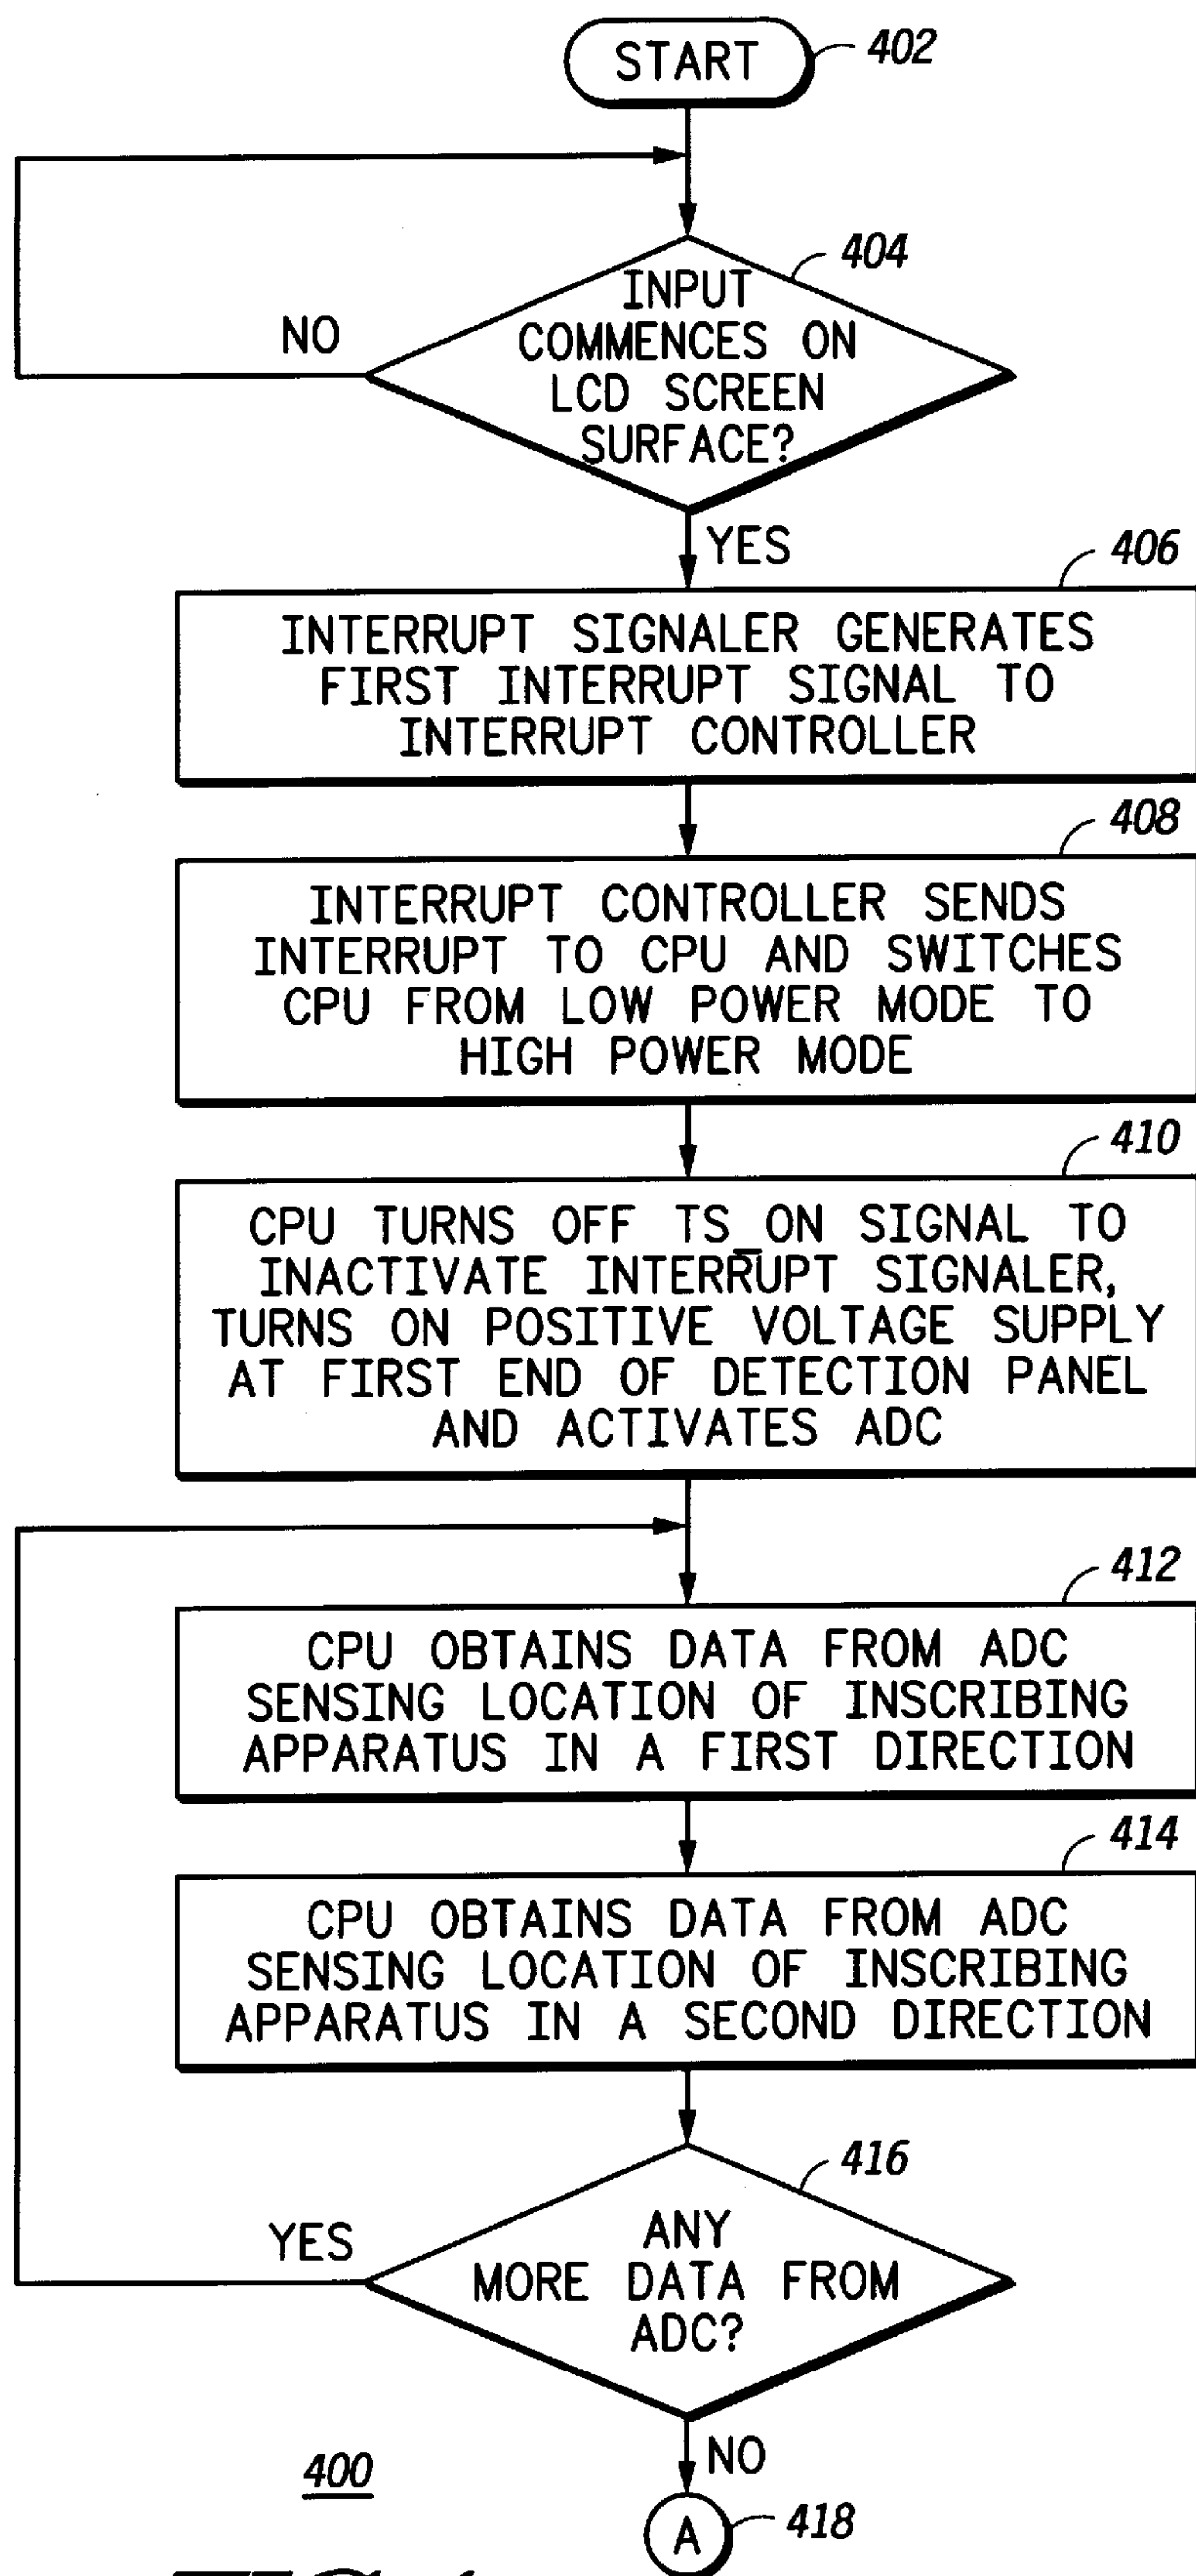 START
402
404
INPUT
COMMENCES ON
LCD SCREEN
SURFACE?
NO
YES
406
INTERRUPT SIGNALER GENERATES
FIRST INTERRUPT SIGNAL TO
INTERRUPT CONTROLLER
408
INTERRUPT CONTROLLER SENDS
INTERRUPT TO CPU AND SWITCHES
CPU FROM LOW POWER MODE TO
HIGH POWER MODE
410
CPU TURNS OFF TS_ON SIGNAL TO
INACTIVATE INTERRUPT SIGNALER,
TURNS ON POSITIVE VOLTAGE SUPPLY
AT FIRST END OF DETECTION PANEL
AND ACTIVATES ADC
412
CPU OBTAINS DATA FROM ADC
SENSING LOCATION OF INSCRIBING
APPARATUS IN A FIRST DIRECTION
414
CPU OBTAINS DATA FROM ADC
SENSING LOCATION OF INSCRIBING
APPARATUS IN A SECOND DIRECTION
416
YES
ANY
MORE DATA FROM
ADC?
NO
400
A
418